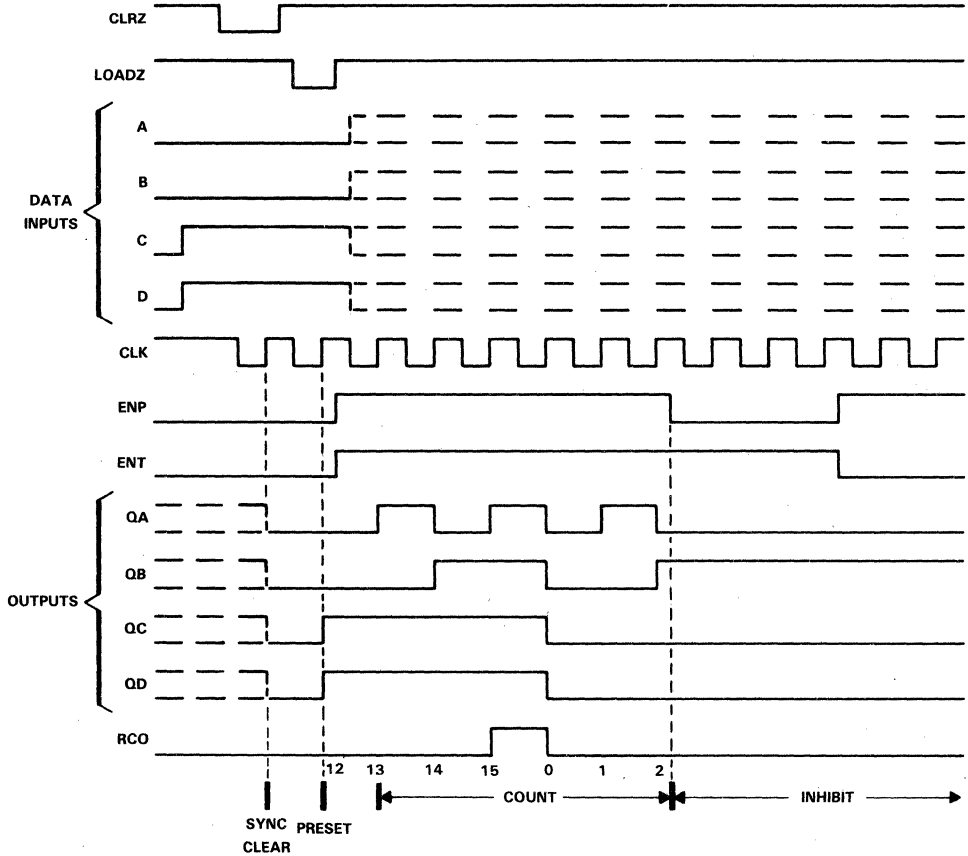 CLRZ
LOADZ
A
B
DATA
INPUTS
C
D
CLK
ENP
ENT
QA
QB
OUTPUTS
QC
QD
RCO
12 13 14 15 0 1 2
COUNT INHIBIT
SYNC PRESET
CLEAR